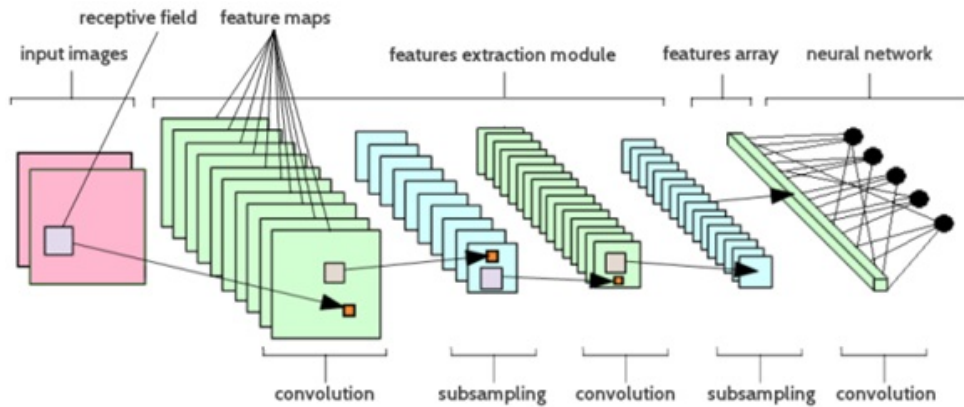 receptive field
feature maps
input images
features extraction module
features array
neural network
convolution
subsampling
convolution
subsampling
convolution